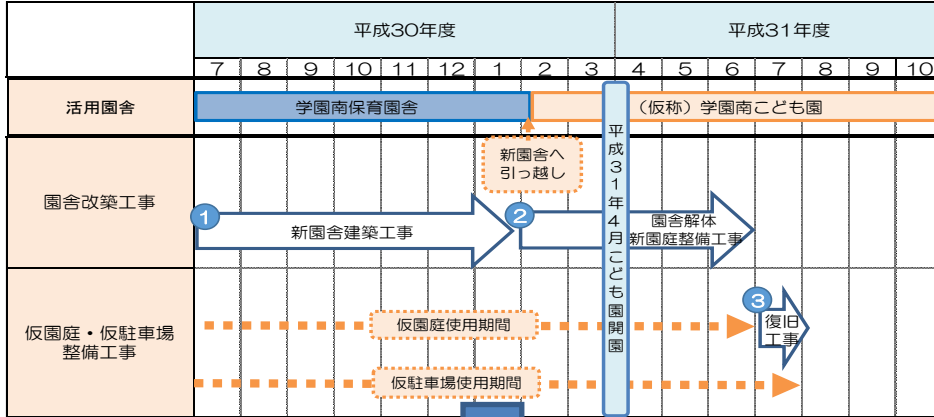 平成30年度
平成31年度
7 8 9 10 11 12 1 2 3 4 5 6 7 8 9 10
活用園舎
学園南保育園舎
（仮称）学園南こども園
新園舎へ
引っ越し
平成31年4月こども園開園
園舎改築工事
1
新園舎建築工事
2
園舎解体
新園庭整備工事
仮園庭・仮駐車場
整備工事
仮園庭使用期間
3
復旧
工事
仮駐車場使用期間